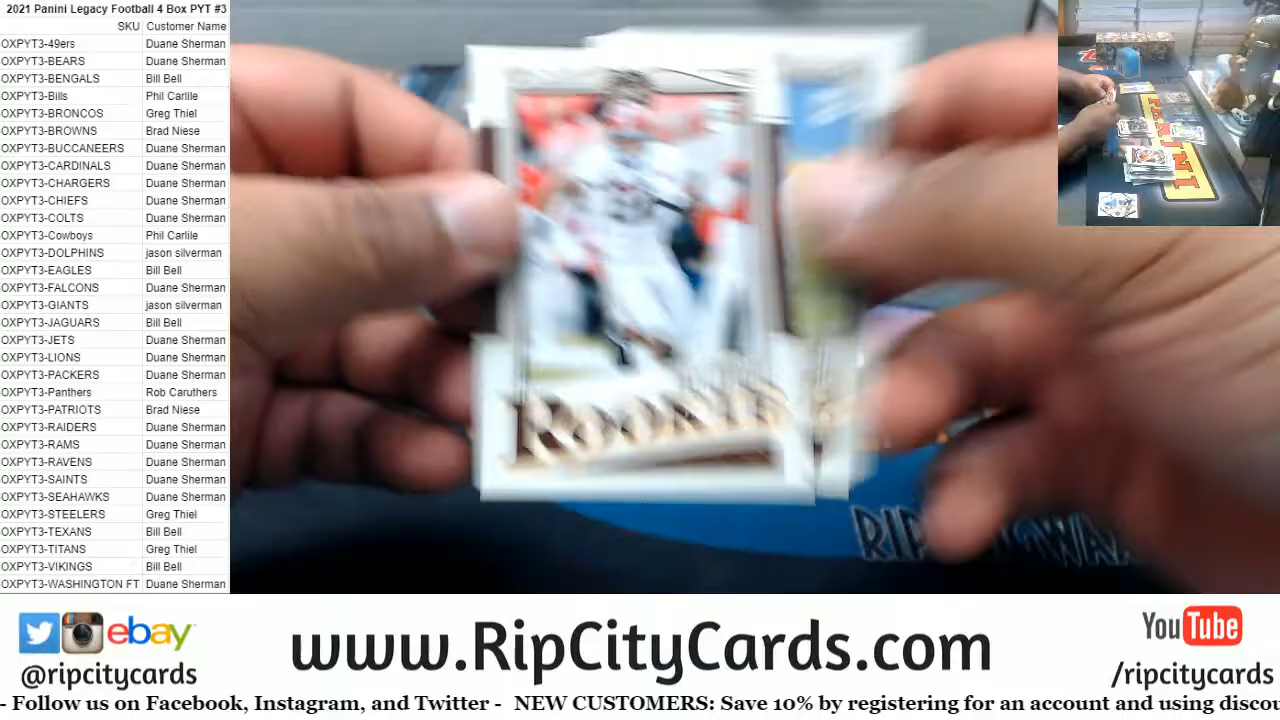 2021 Panini Legacy Football 4 Box PYT #3
SKU Customer Name
OXPYT3-49ers Duane Sherman
OXPYT3-BEARS Duane Sherman
OXPYT3-BENGALS Bill Bell
OXPYT3-Bills Phil Carlile
OXPYT3-BRONCOS Greg Thiel
OXPYT3-BROWNS Brad Niese
OXPYT3-BUCCANEERS Duane Sherman
OXPYT3-CARDINALS Duane Sherman
OXPYT3-CHARGERS Duane Sherman
OXPYT3-CHIEFS Duane Sherman
OXPYT3-COLTS Duane Sherman
OXPYT3-Cowboys Phil Carlile
OXPYT3-DOLPHINS jason silverman
OXPYT3-EAGLES Bill Bell
OXPYT3-FALCONS Duane Sherman
OXPYT3-GIANTS jason silverman
OXPYT3-JAGUARS Bill Bell
OXPYT3-JETS Duane Sherman
OXPYT3-LIONS Duane Sherman
OXPYT3-PACKERS Duane Sherman
OXPYT3-Panthers Rob Caruthers
OXPYT3-PATRIOTS Brad Niese
OXPYT3-RAIDERS Duane Sherman
OXPYT3-RAMS Duane Sherman
OXPYT3-RAVENS Duane Sherman
OXPYT3-SAINTS Duane Sherman
OXPYT3-SEAHAWKS Duane Sherman
OXPYT3-STEELERS Greg Thiel
OXPYT3-TEXANS Bill Bell
OXPYT3-TITANS Greg Thiel
OXPYT3-VIKINGS Bill Bell
OXPYT3-WASHINGTON FT Duane Sherman
ROOKIES
PANINI
RIP
ebay
@ripcitycards
www.RipCityCards.com
YouTube
/ripcitycards
- Follow us on Facebook, Instagram, and Twitter - NEW CUSTOMERS: Save 10% by registering for an account and using discou